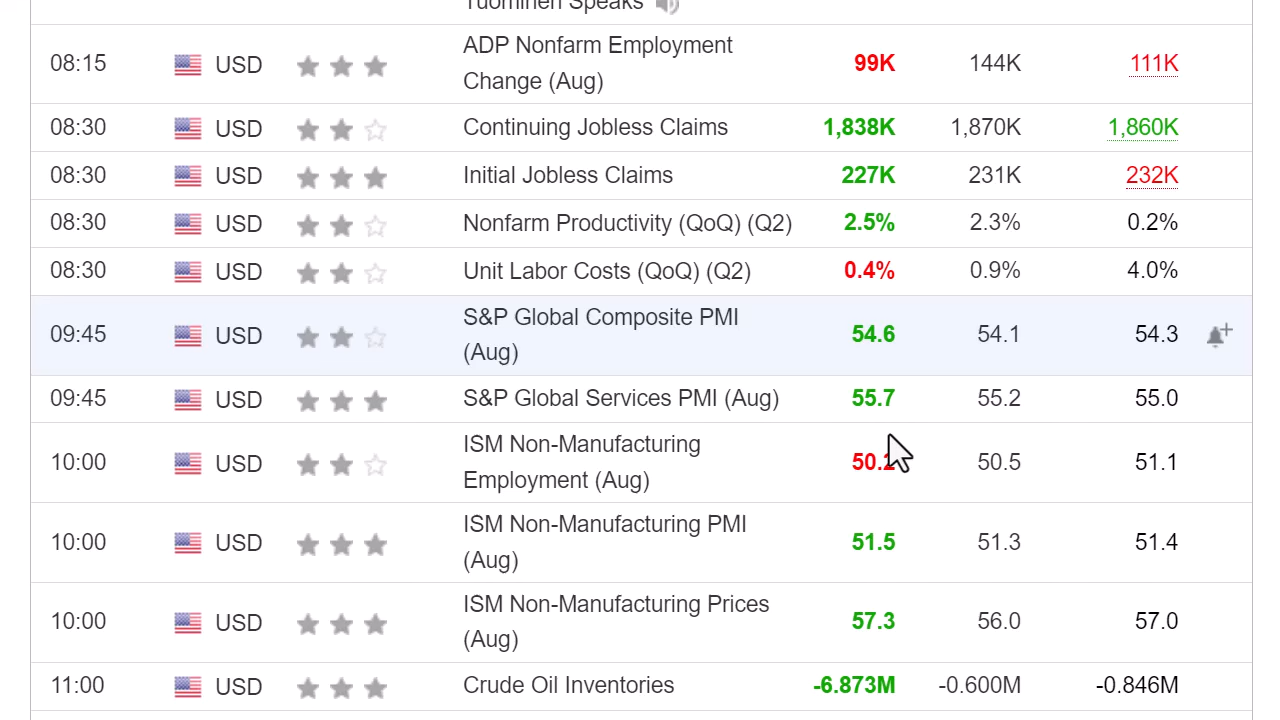 Tuominen Speaks
08:15 USD ADP Nonfarm Employment 99K 144K 111K
Change (Aug)
08:30 USD Continuing Jobless Claims 1,838K 1,870K 1,860K
08:30 USD Initial Jobless Claims 227K 231K 232K
08:30 USD Nonfarm Productivity (QoQ) (Q2) 2.5% 2.3% 0.2%
08:30 USD Unit Labor Costs (QoQ) (Q2) 0.4% 0.9% 4.0%
09:45 USD S&P Global Composite PMI 54.6 54.1 54.3
(Aug)
09:45 USD S&P Global Services PMI (Aug) 55.7 55.2 55.0
10:00 USD ISM Non-Manufacturing 50.2 50.5 51.1
Employment (Aug)
10:00 USD ISM Non-Manufacturing PMI 51.5 51.3 51.4
(Aug)
10:00 USD ISM Non-Manufacturing Prices 57.3 56.0 57.0
(Aug)
11:00 USD Crude Oil Inventories -6.873M -0.600M -0.846M